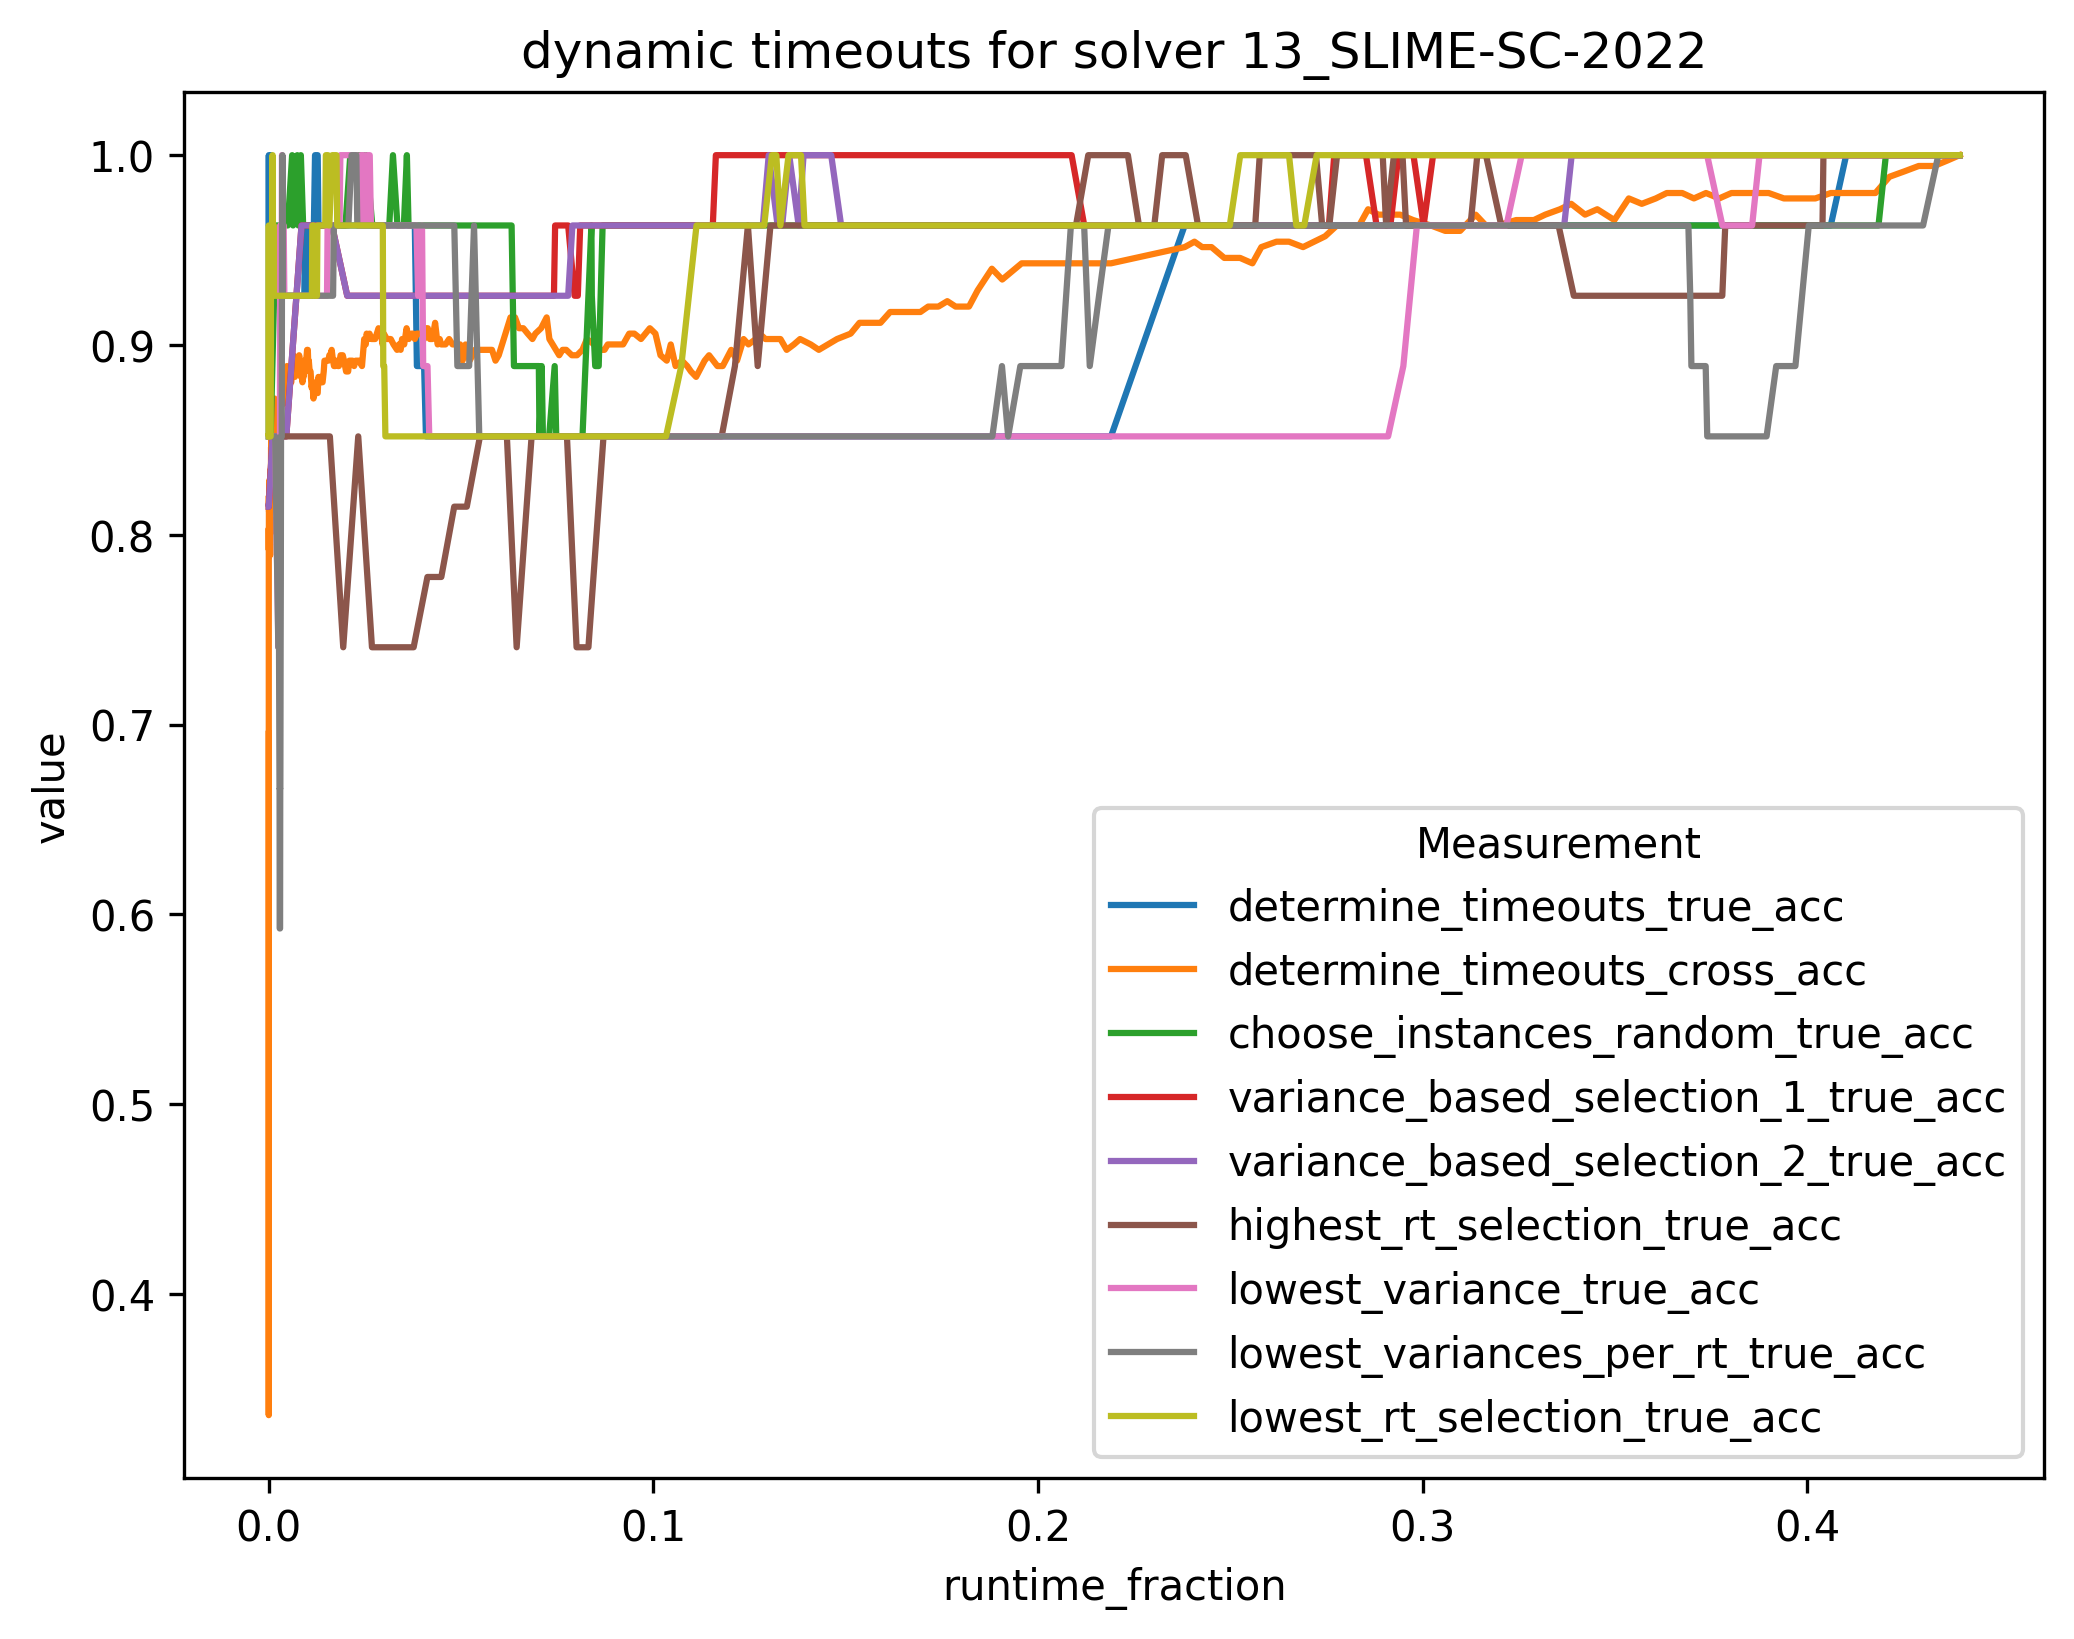 dynamic timeouts for solver 13_SLIME-SC-2022
1.0
0.9
0.8
0.7
0.6
0.5
0.4
value
Measurement
determine_timeouts_true_acc
determine_timeouts_cross_acc
choose_instances_random_true_acc
variance_based_selection_1_true_acc
variance_based_selection_2_true_acc
highest_rt_selection_true_acc
lowest_variance_true_acc
lowest_variances_per_rt_true_acc
lowest_rt_selection_true_acc
0.0 0.1 0.2 0.3 0.4
runtime_fraction